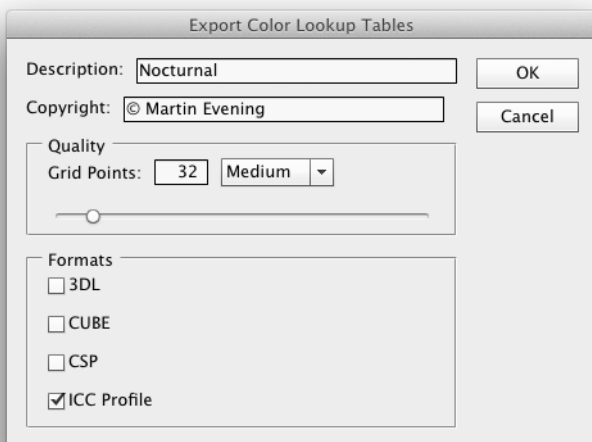 Export Color Lookup Tables
Description: Nocturnal
OK
Copyright: © Martin Evening
Cancel
Quality
Grid Points: 32 Medium
Formats
3DL
CUBE
CSP
ICC Profile